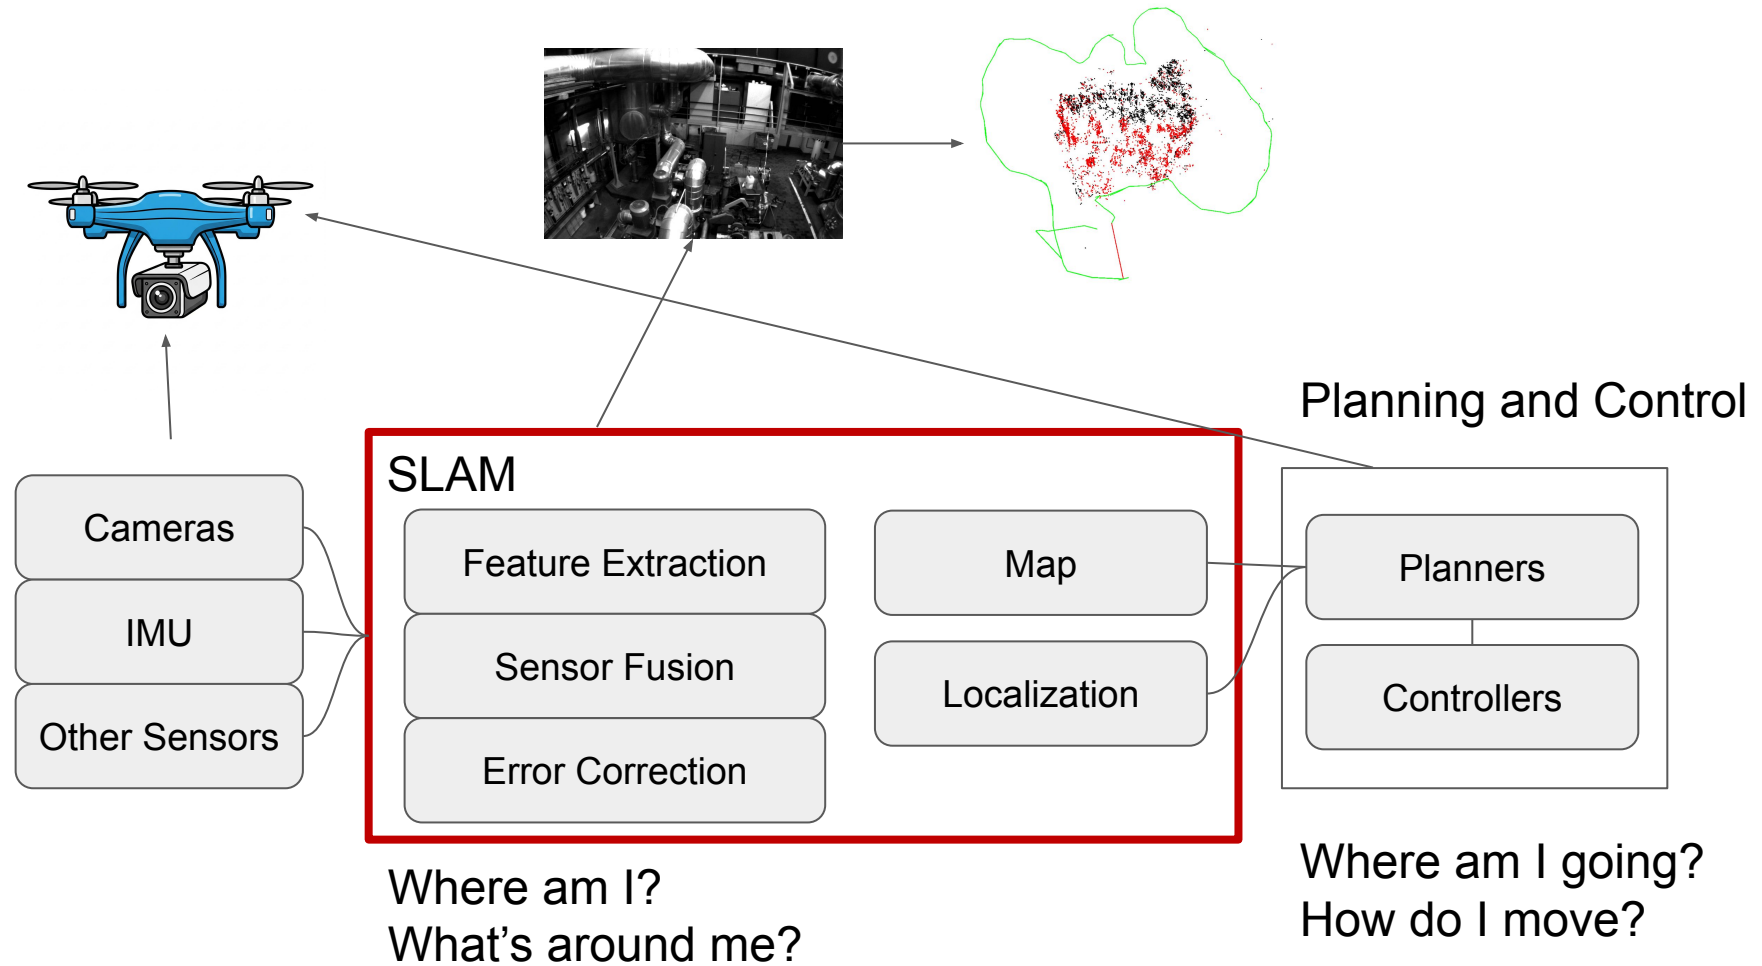 Planning and Control
SLAM
Cameras
IMU
Other Sensors
Feature Extraction
Sensor Fusion
Error Correction
Map
Localization
Planners
Controllers
Where am I?
What’s around me?
Where am I going?
How do I move?